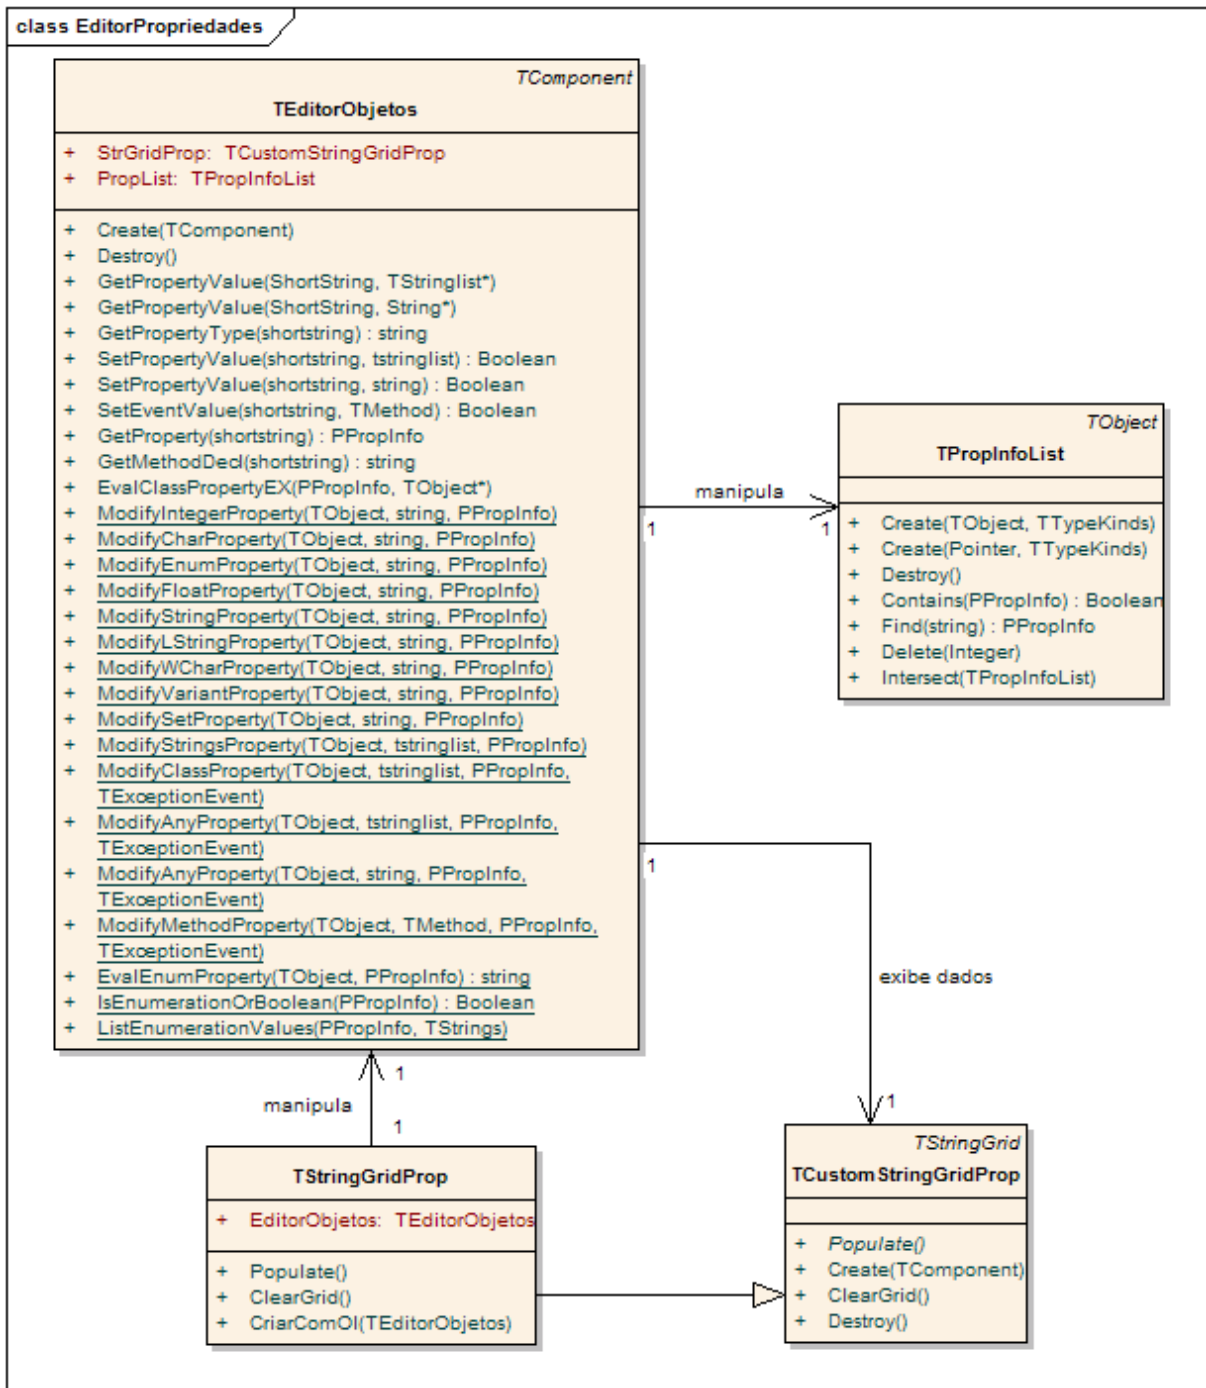 class EditorPropriedades
TComponent
TEditorObjetos
+ StrGridProp: TCustomStringGridProp
+ PropList: TPropInfoList
+ Create(TComponent)
+ Destroy()
+ GetPropertyValue(ShortString, TStringlist*)
+ GetPropertyValue(ShortString, String*)
+ GetPropertyType(shortstring) : string
+ SetPropertyValue(shortstring, tstringlist) : Boolean
+ SetPropertyValue(shortstring, string) : Boolean
+ SetEventValue(shortstring, TMethod) : Boolean
+ GetProperty(shortstring) : PPropInfo
+ GetMethodDecl(shortstring) : string
+ EvalClassPropertyEX(PPropInfo, TObject*)
+ ModifyIntegerProperty(TObject, string, PPropInfo)
+ ModifyCharProperty(TObject, string, PPropInfo)
+ ModifyEnumProperty(TObject, string, PPropInfo)
+ ModifyFloatProperty(TObject, string, PPropInfo)
+ ModifyStringProperty(TObject, string, PPropInfo)
+ ModifyLStringProperty(TObject, string, PPropInfo)
+ ModifyWCharProperty(TObject, string, PPropInfo)
+ ModifyVariantProperty(TObject, string, PPropInfo)
+ ModifySetProperty(TObject, string, PPropInfo)
+ ModifyStringsProperty(TObject, tstringlist, PPropInfo)
+ ModifyClassProperty(TObject, tstringlist, PPropInfo,
TExceptionEvent)
+ ModifyAnyProperty(TObject, tstringlist, PPropInfo,
TExceptionEvent)
+ ModifyAnyProperty(TObject, string, PPropInfo,
TExceptionEvent)
+ ModifyMethodProperty(TObject, TMethod, PPropInfo,
TExceptionEvent)
+ EvalEnumProperty(TObject, PPropInfo) : string
+ IsEnumerationOrBoolean(PPropInfo) : Boolean
+ ListEnumerationValues(PPropInfo, TStrings)
manipula
1
1
TObject
TPropInfoList
+ Create(TObject, TTypeKinds)
+ Create(Pointer, TTypeKinds)
+ Destroy()
+ Contains(PPropInfo) : Boolean
+ Find(string) : PPropInfo
+ Delete(Integer)
+ Intersect(TPropInfoList)
1
exibe dados
1
1
manipula
1
TStringGridProp
+ EditorObjetos: TEditorObjetos
+ Populate()
+ ClearGrid()
+ CriarComOI(TEditorObjetos)
TStringGrid
TCustomStringGridProp
+ Populate()
+ Create(TComponent)
+ ClearGrid()
+ Destroy()